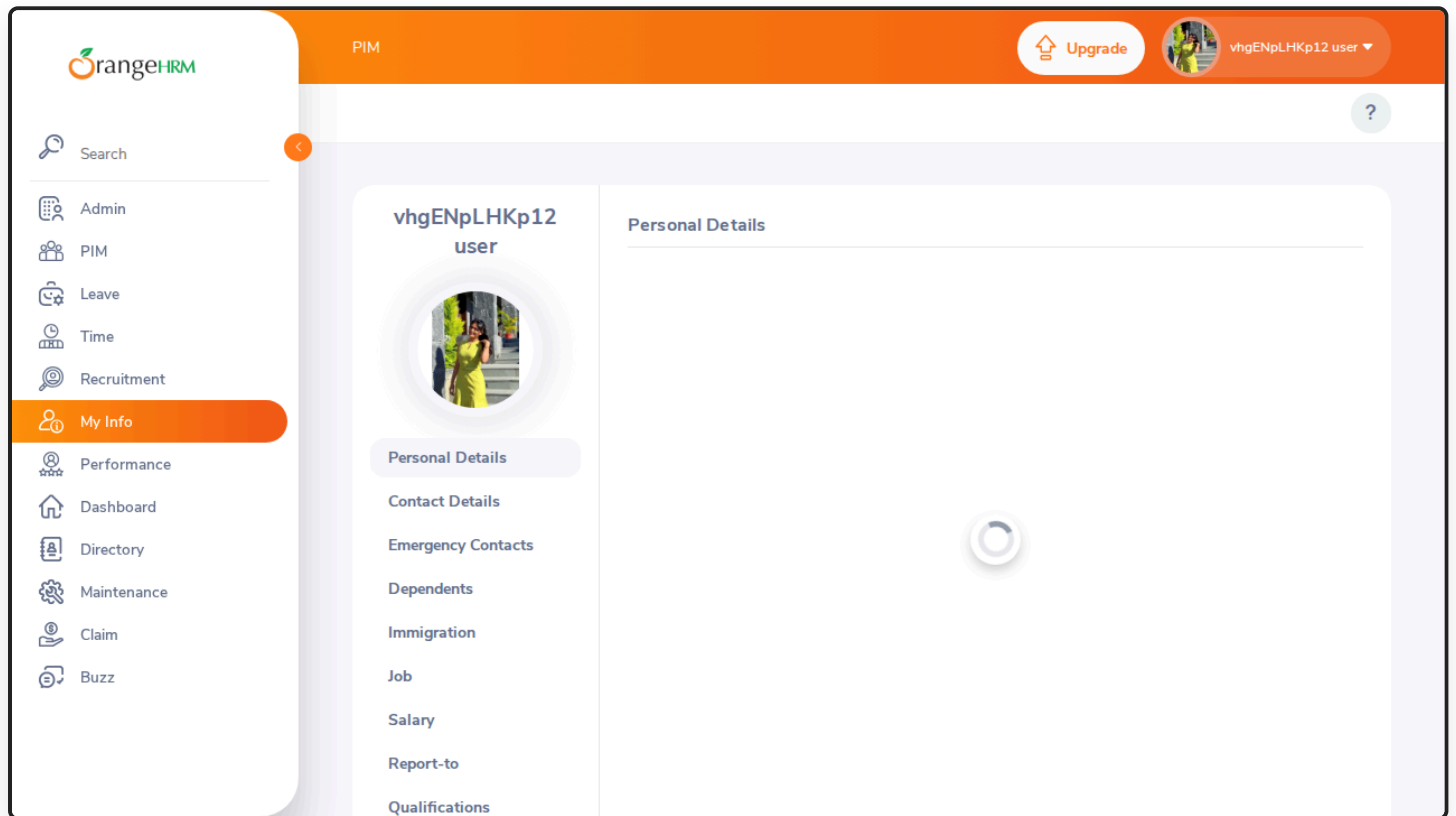 OrangeHRM
Search
Admin
PIM
Leave
Time
Recruitment
My Info
Performance
Dashboard
Directory
Maintenance
Claim
Buzz
PIM
Upgrade
vhgENpLHKp12 user
?
vhgENpLHKp12
user
Personal Details
Contact Details
Emergency Contacts
Dependents
Immigration
Job
Salary
Report-to
Qualifications
Personal Details